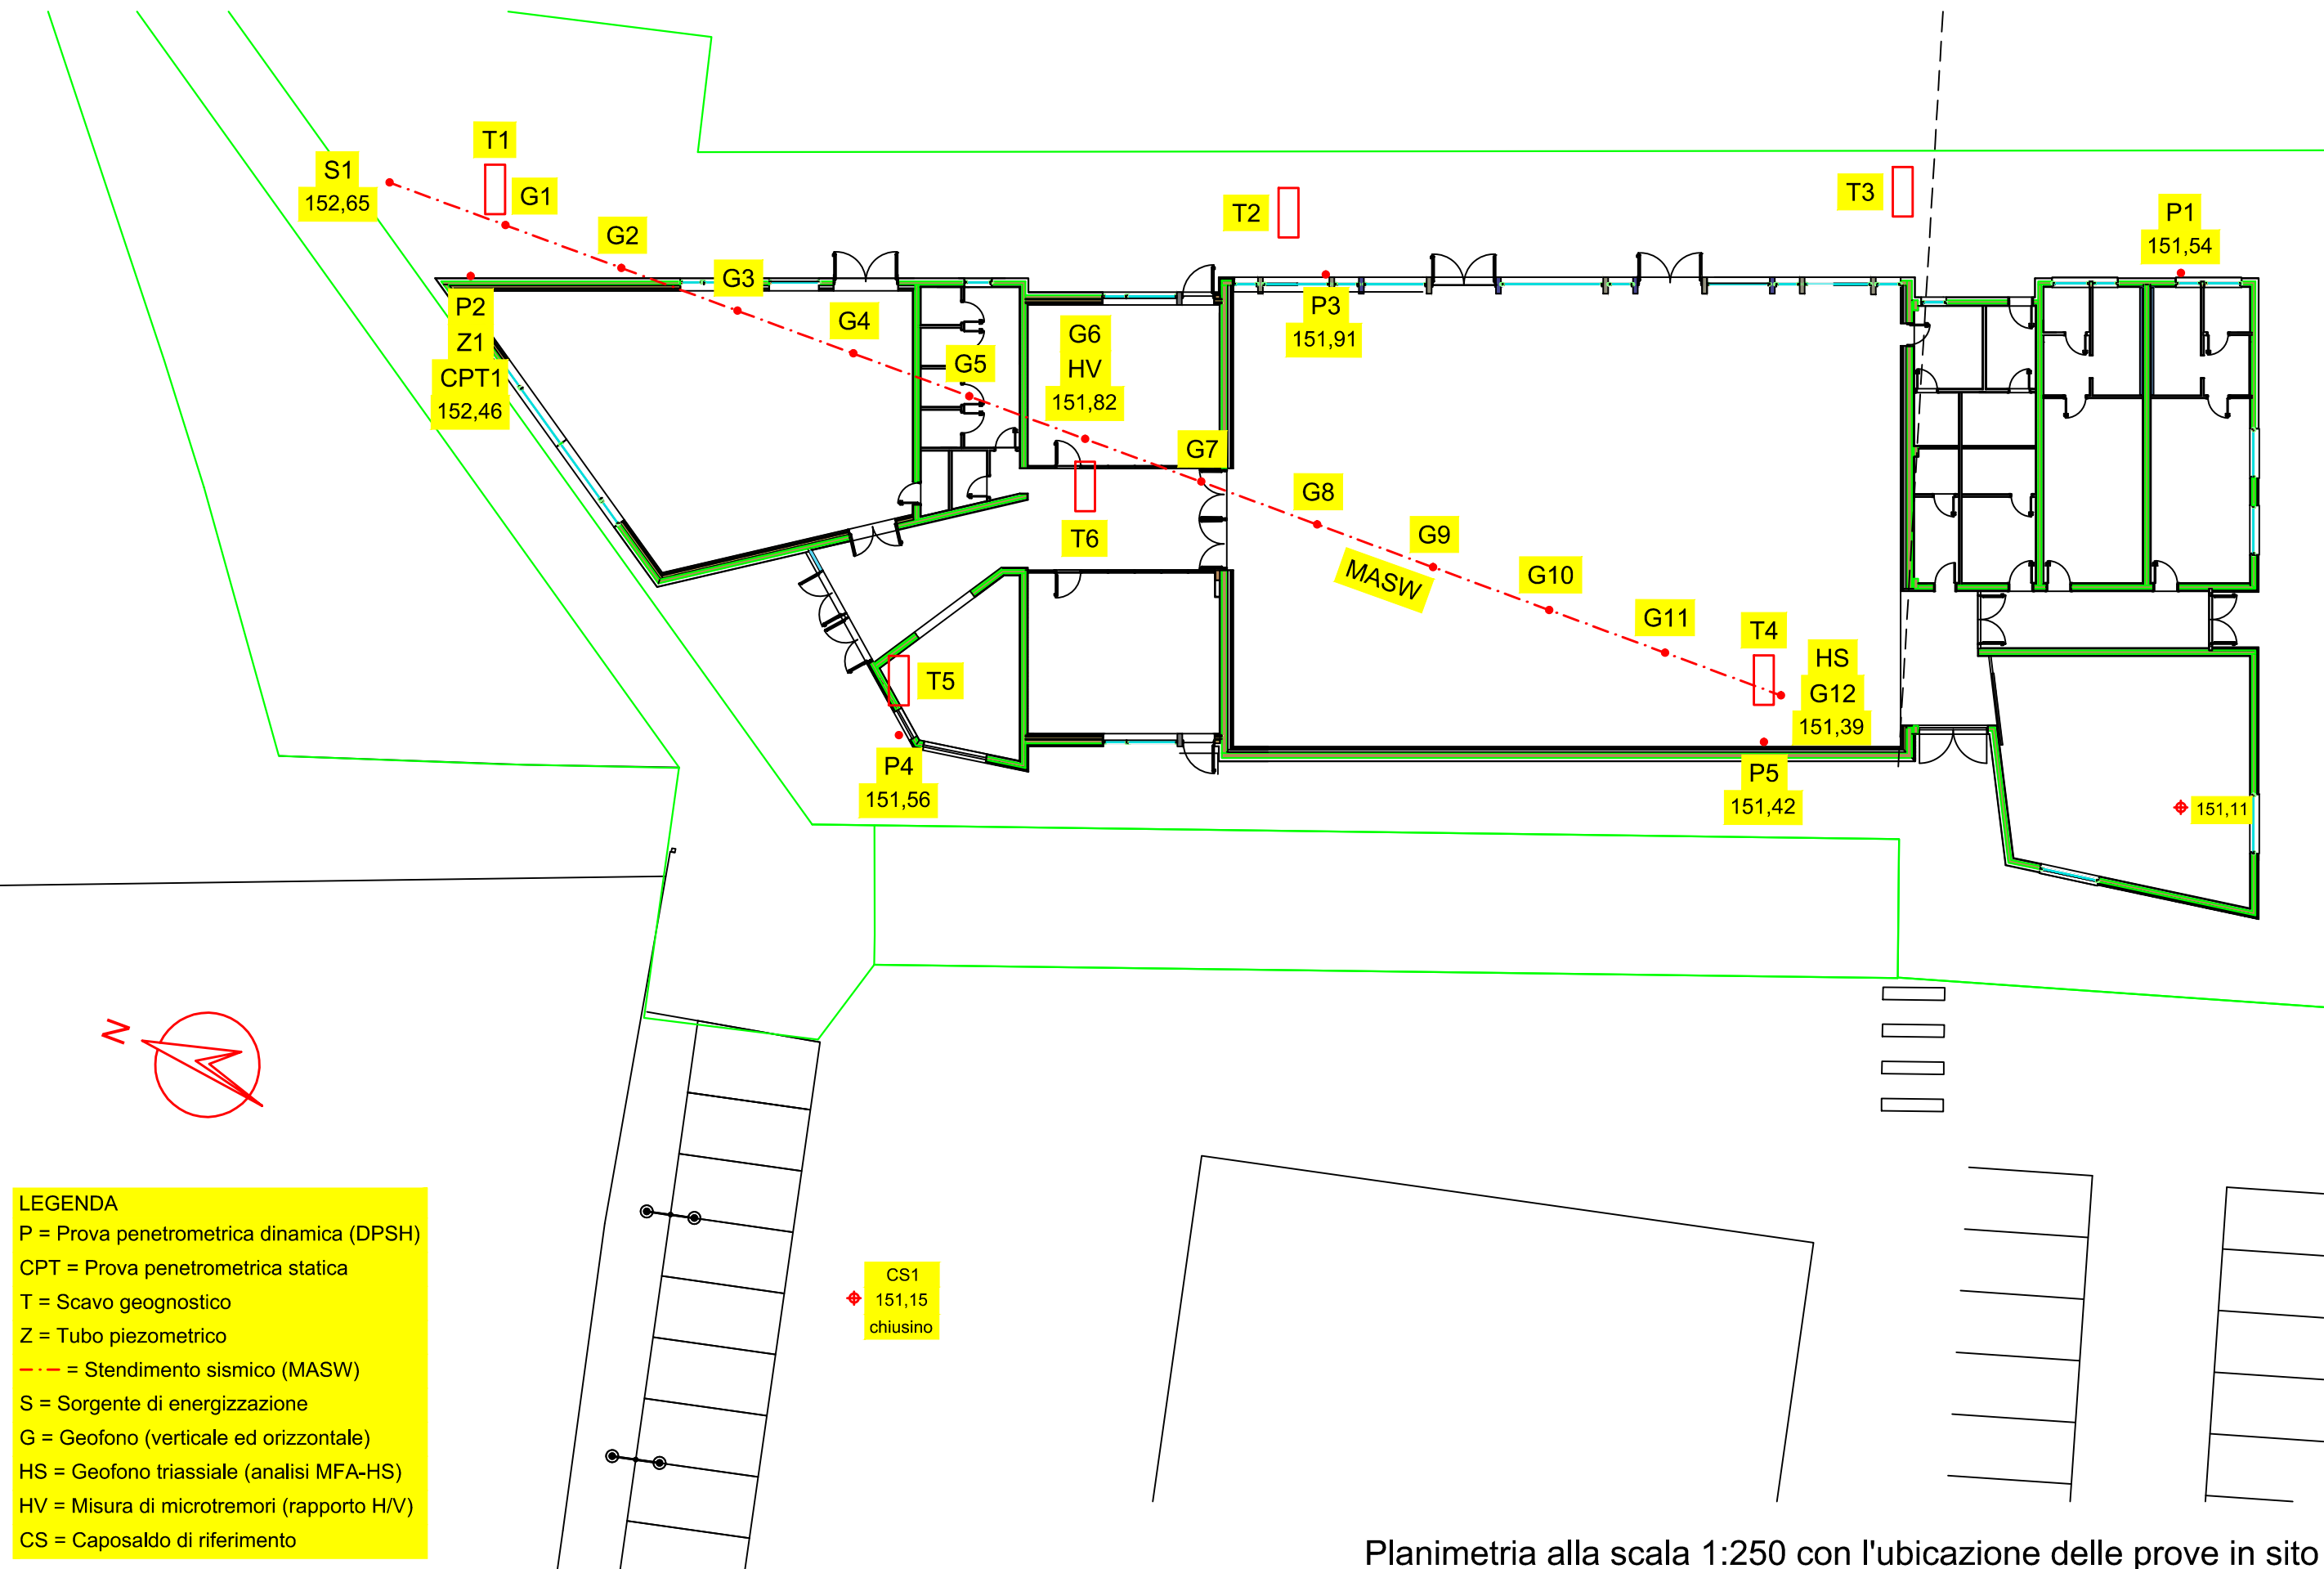 T1
S1
152,65
G1
G2
G3
G4
G5
P2
Z1
CPT1
152,46
G6
HV
151,82
G7
T6
T2
P3
151,91
T3
P1
151,54
G8
G9
MASW
G10
G11
T4
HS
G12
151,39
T5
P4
151,56
P5
151,42
151,11
N
CS1
151,15
chiusino
LEGENDA
P = Prova penetrometrica dinamica (DPSH)
CPT = Prova penetrometrica statica
T = Scavo geognostico
Z = Tubo piezometrico
= Stendimento sismico (MASW)
S = Sorgente di energizzazione
G = Geofono (verticale ed orizzontale)
HS = Geofono triassiale (analisi MFA-HS)
HV = Misura di microtremori (rapporto H/V)
CS = Caposaldo di riferimento
Planimetria alla scala 1:250 con l'ubicazione delle prove in sito